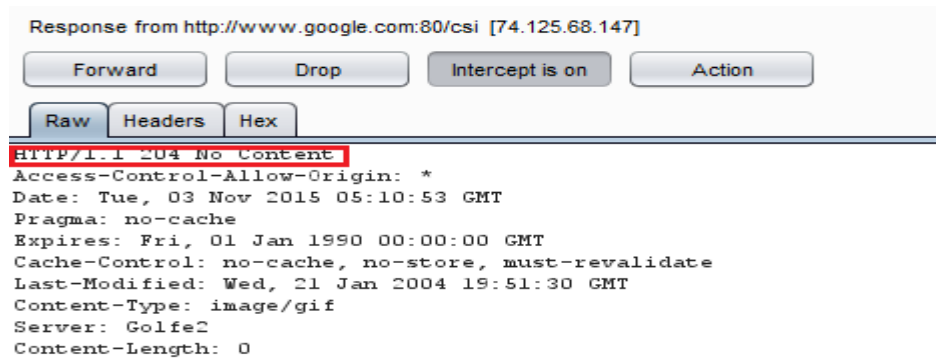 Response from http://www.google.com:80/csi [74.125.68.147]
Forward Drop Intercept is on Action
Raw Headers Hex
HTTP/1.1 204 No Content
Access-Control-Allow-Origin: *
Date: Tue, 03 Nov 2015 05:10:53 GMT
Pragma: no-cache
Expires: Fri, 01 Jan 1990 00:00:00 GMT
Cache-Control: no-cache, no-store, must-revalidate
Last-Modified: Wed, 21 Jan 2004 19:51:30 GMT
Content-Type: image/gif
Server: Golfe2
Content-Length: 0